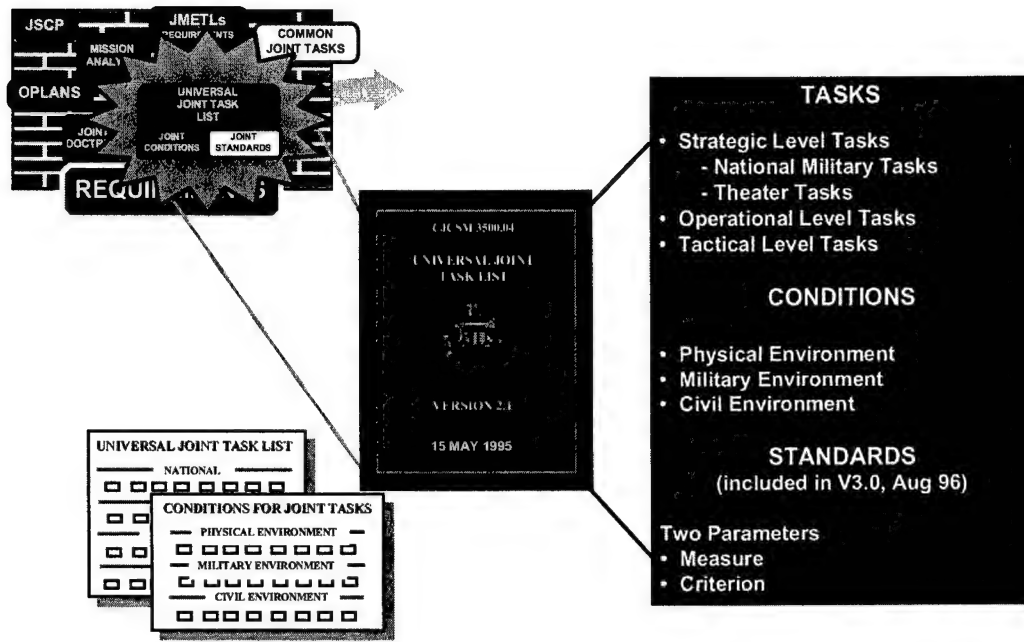 JSCP
JMETLs
REQUIREMENTS
COMMON
JOINT TASKS
MISSION
OPLANS
UNIVERSAL
JOINT TASK
LIST
JOINT
CONDITIONS
JOINT
STANDARDS
CJCSM 3500.04
UNIVERSAL JOINT
TASK LIST
VERSION 2.1
15 MAY 1995
TASKS
• Strategic Level Tasks
- National Military Tasks
- Theater Tasks
• Operational Level Tasks
• Tactical Level Tasks
CONDITIONS
• Physical Environment
• Military Environment
• Civil Environment
STANDARDS
(included in V3.0, Aug 96)
Two Parameters
• Measure
• Criterion
UNIVERSAL JOINT TASK LIST
NATIONAL
CONDITIONS FOR JOINT TASKS
PHYSICAL ENVIRONMENT
MILITARY ENVIRONMENT
CIVIL ENVIRONMENT